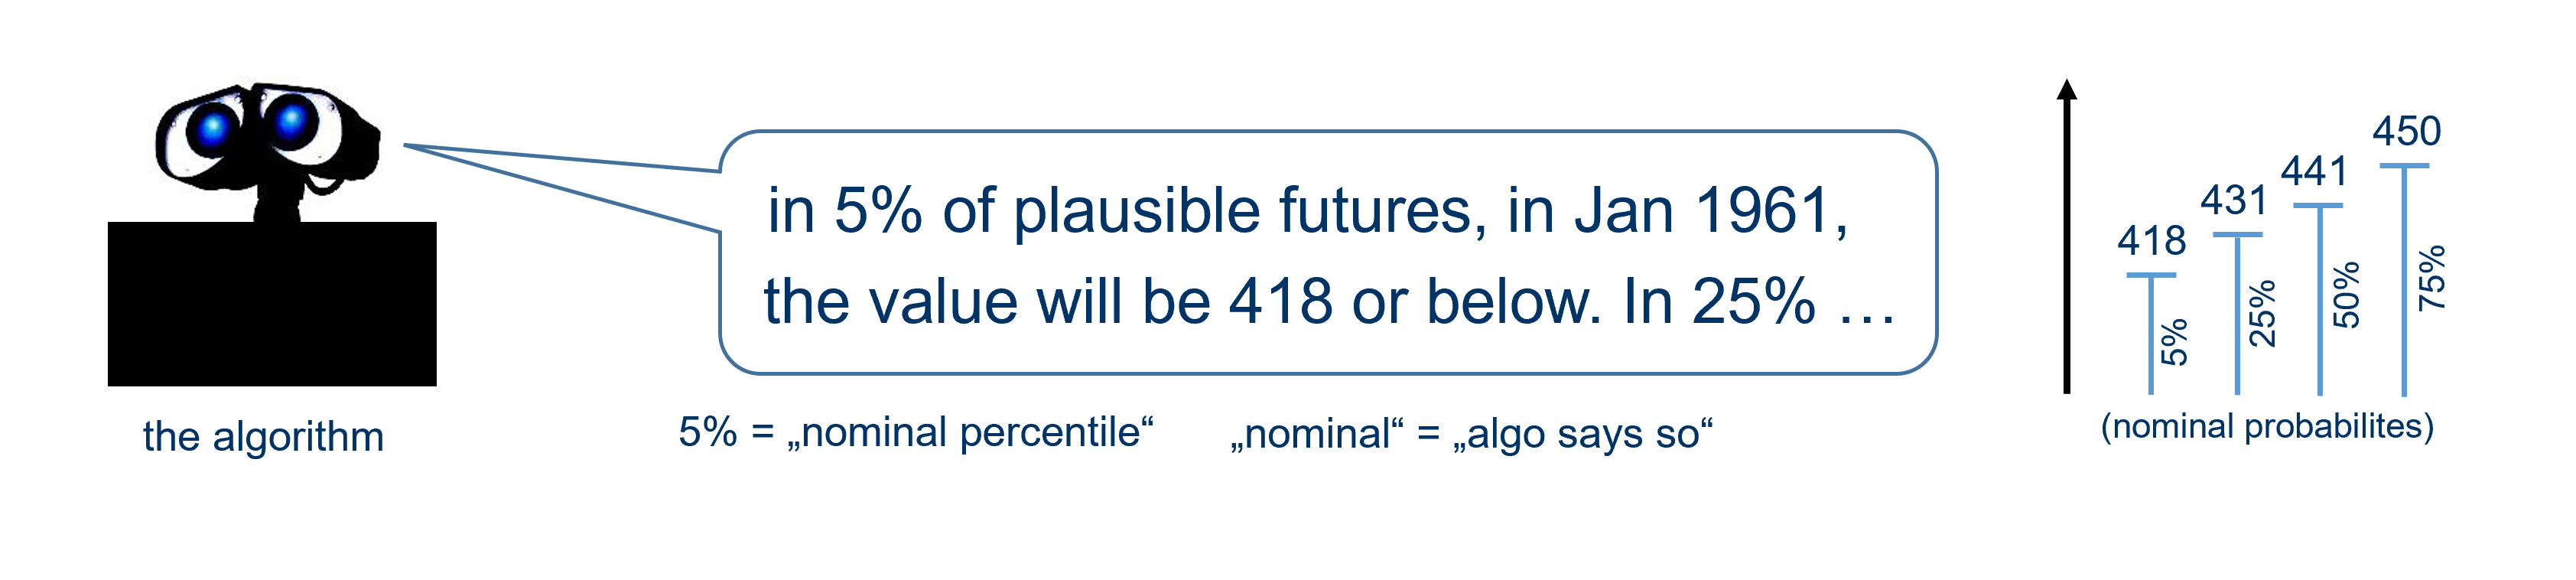 in 5% of plausible futures, in Jan 1961,
the value will be 418 or below. In 25% …
the algorithm
5% = „nominal percentile“
„nominal“ = „algo says so“
418
431
441
450
5%
25%
50%
75%
(nominal probabilites)